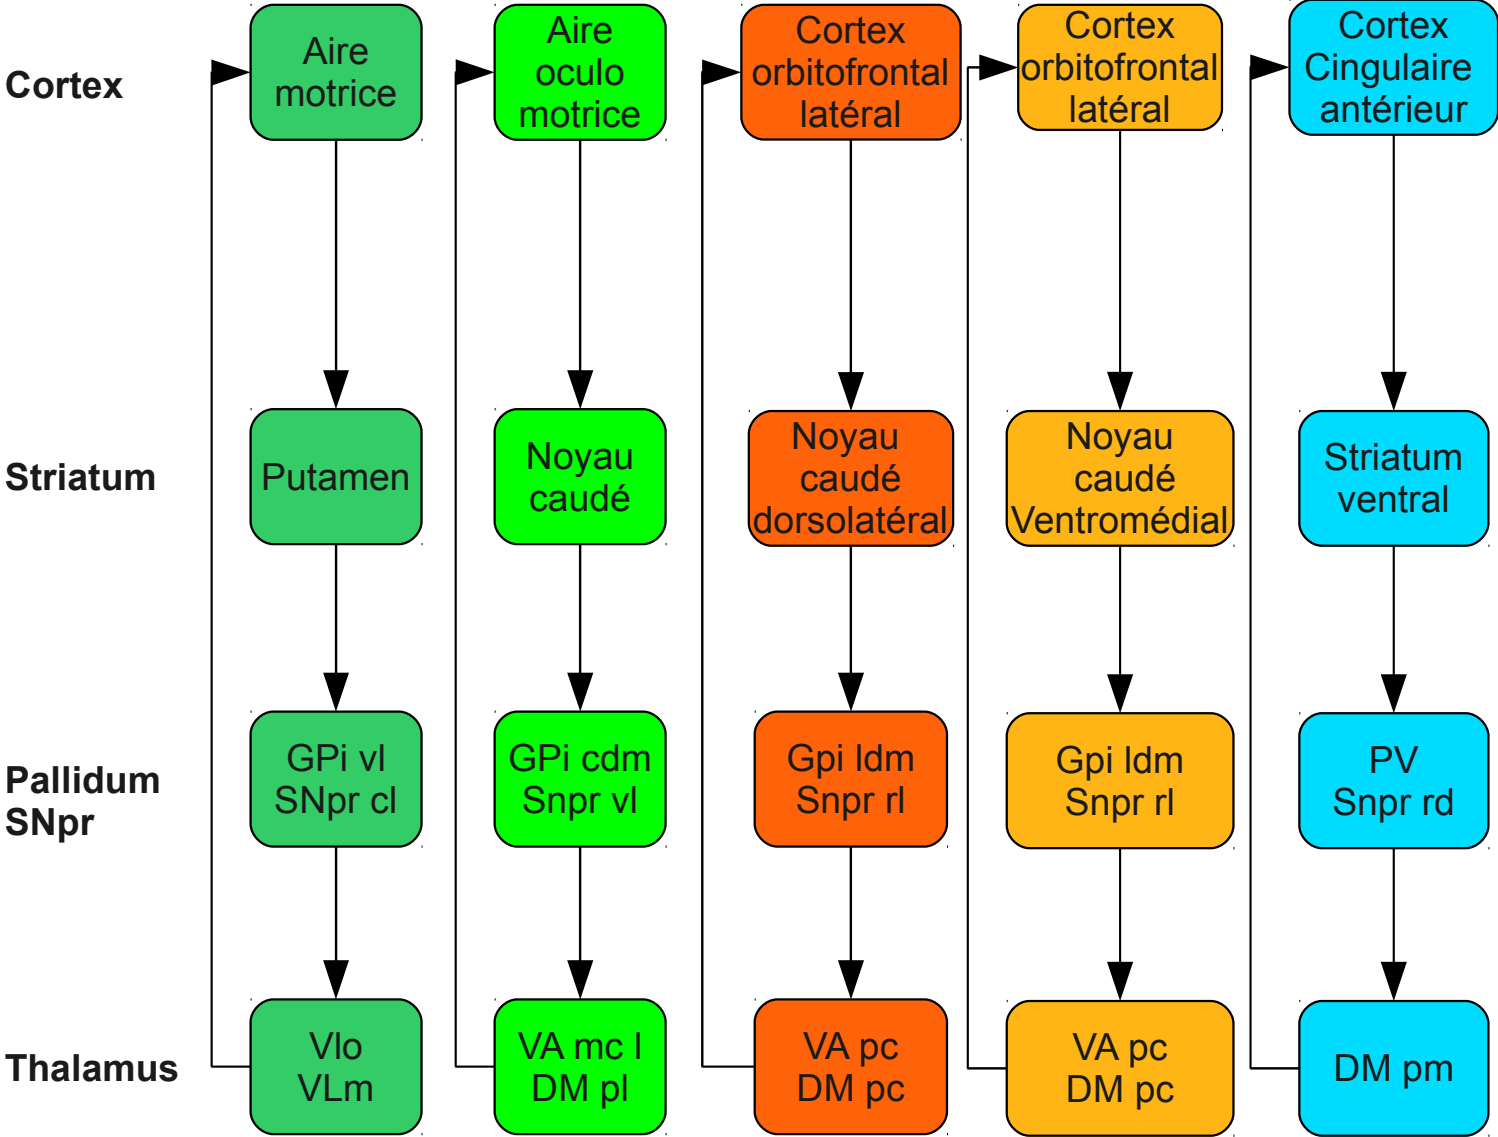 Cortex
Aire
motrice
Aire
oculo
motrice
Cortex
orbitofrontal
latéral
Cortex
orbitofrontal
latéral
Cortex
Cingulaire
antérieur
Striatum
Putamen
Noyau
caudé
Noyau
caudé
dorsolatéral
Noyau
caudé
Ventromédial
Striatum
ventral
Pallidum
SNpr
GPi vl
SNpr cl
GPi cdm
Snpr vl
Gpi ldm
Snpr rl
Gpi ldm
Snpr rl
PV
Snpr rd
Thalamus
Vlo
VLm
VA mc l
DM pl
VA pc
DM pc
VA pc
DM pc
DM pm